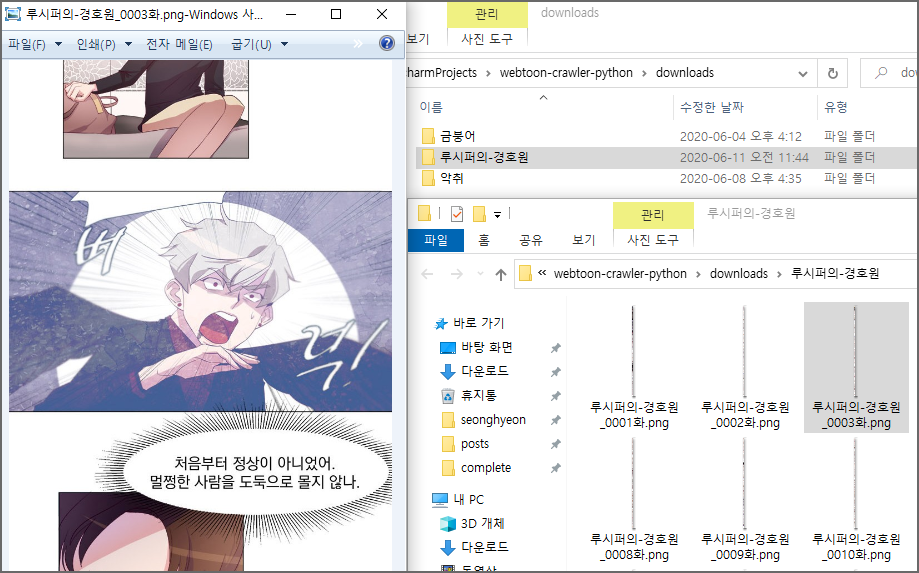 루시퍼의-경호원_0003화.png-Windows 사...
파일(F) 인쇄(P) 전자 메일(E) 굽기(U) »
버
럭!
처음부터 정상이 아니었어.
멀쩡한 사람을 도둑으로 몰지 않나.
관리 downloads
보기 사진 도구
charmProjects › webtoon-crawler-python › downloads
이름 수정한 날짜 유형
금붕어 2020-06-04 오후 4:12 파일 폴더
루시퍼의-경호원 2020-06-11 오전 11:44 파일 폴더
악취 2020-06-08 오후 4:35 파일 폴더
관리 루시퍼의-경호원
파일 홈 공유 보기 사진 도구
« webtoon-crawler-python › downloads › 루시퍼의-경호원
바로 가기
바탕 화면
다운로드
휴지통
seonghyeon
posts
complete
내 PC
3D 개체
다운로드
동영상
루시퍼의-경호원
_0001화.png
루시퍼의-경호원
_0002화.png
루시퍼의-경호원
_0003화.png
루시퍼의-경호원
_0008화.png
루시퍼의-경호원
_0009화.png
루시퍼의-경호원
_0010화.png